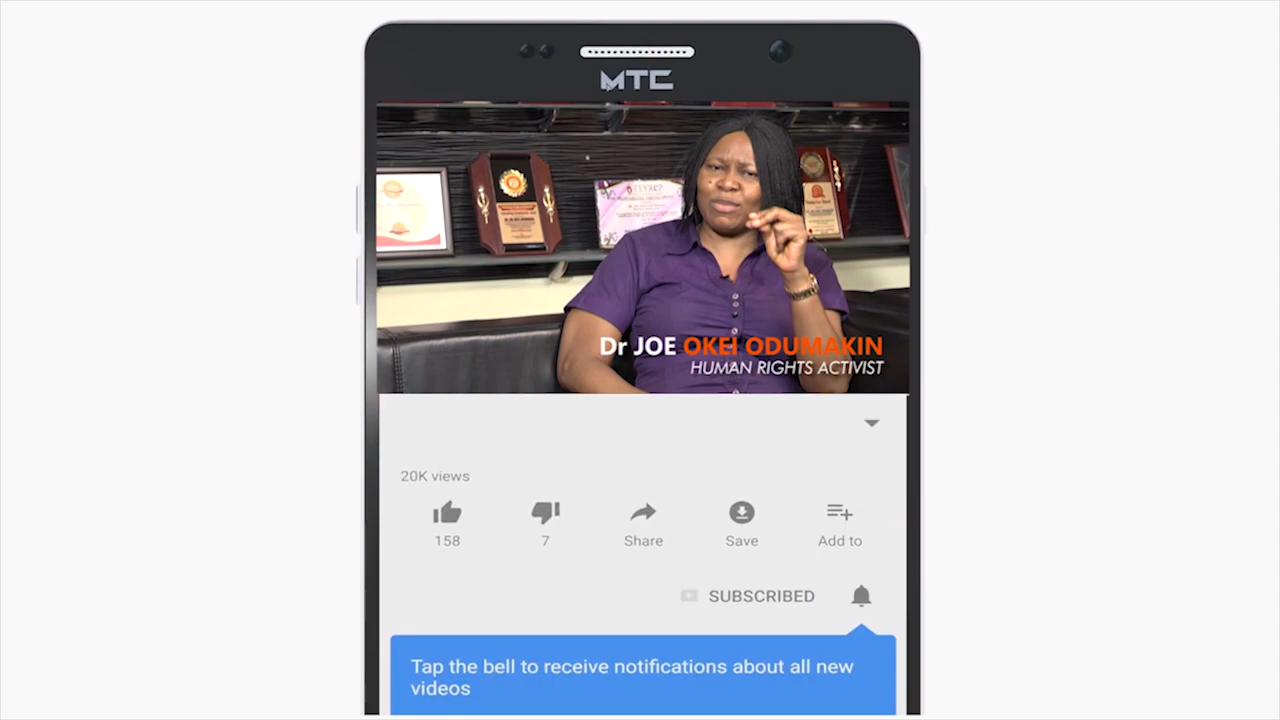 MTC
Dr JOE OKEI ODUMAKIN
HUMAN RIGHTS ACTIVIST
20K views
158
7
Share
Save
Add to
SUBSCRIBED
Tap the bell to receive notifications about all new
videos